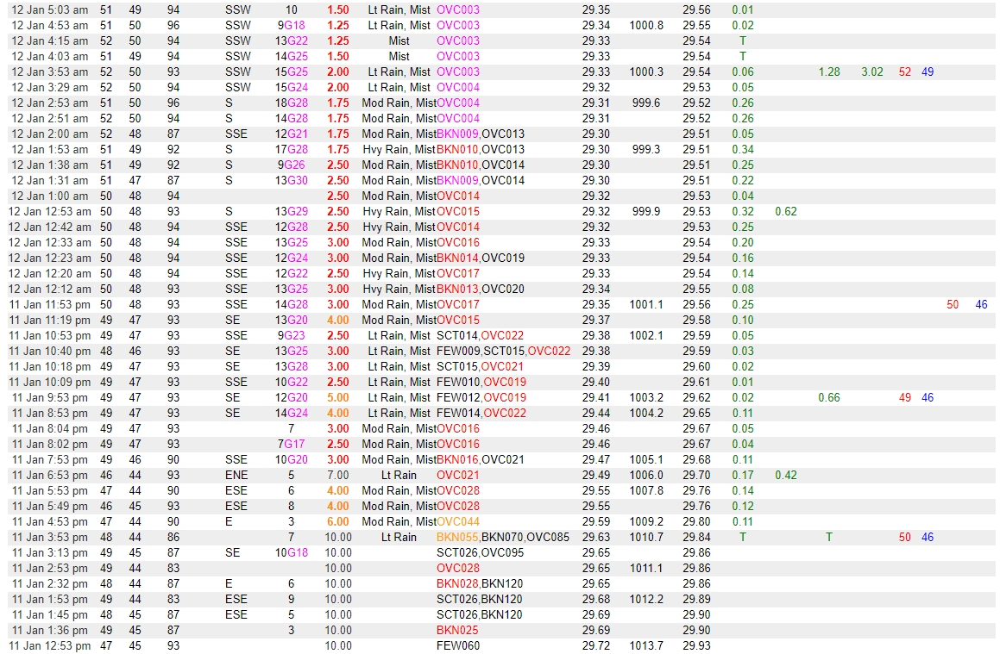 12 Jan 5:03 am 51 49 94 SSW 10 1.50 Lt Rain, Mist OVC003 29.35 29.56 0.01
12 Jan 4:53 am 51 50 96 SSW 9G18 1.25 Lt Rain, Mist OVC003 29.34 1000.8 29.55 0.02
12 Jan 4:15 am 52 50 94 SSW 13G22 1.25 Mist OVC003 29.33 29.54 T
12 Jan 4:03 am 51 49 94 SSW 14G25 1.50 Mist OVC003 29.33 29.54 T
12 Jan 3:53 am 52 50 93 SSW 15G25 2.00 Lt Rain, Mist OVC003 29.33 1000.3 29.54 0.06 1.28 3.02 52 49
12 Jan 3:29 am 52 50 94 SSW 15G24 2.00 Lt Rain, Mist OVC004 29.32 29.53 0.05
12 Jan 2:53 am 51 50 96 S 18G28 1.75 Mod Rain, Mist OVC004 29.31 999.6 29.52 0.26
12 Jan 2:51 am 52 50 94 S 14G28 1.75 Mod Rain, Mist OVC004 29.31 29.52 0.26
12 Jan 2:00 am 52 48 87 SSE 12G21 1.75 Mod Rain, Mist BKN009,OVC013 29.30 29.51 0.05
12 Jan 1:53 am 51 49 92 S 17G28 1.75 Hvy Rain, Mist BKN010,OVC013 29.30 999.3 29.51 0.34
12 Jan 1:38 am 51 49 92 S 9G26 2.50 Mod Rain, Mist BKN010,OVC014 29.30 29.51 0.25
12 Jan 1:31 am 51 47 87 S 13G30 2.50 Mod Rain, Mist BKN009,OVC014 29.30 29.51 0.22
12 Jan 1:00 am 50 48 94 2.50 Mod Rain, Mist OVC014 29.32 29.53 0.04
12 Jan 12:53 am 50 48 93 S 13G29 2.50 Hvy Rain, Mist OVC015 29.32 999.9 29.53 0.32 0.62
12 Jan 12:42 am 50 48 94 SSE 12G28 2.50 Hvy Rain, Mist OVC014 29.32 29.53 0.25
12 Jan 12:33 am 50 48 94 SSE 13G25 3.00 Mod Rain, Mist OVC016 29.33 29.54 0.20
12 Jan 12:23 am 50 48 94 SSE 12G24 3.00 Mod Rain, Mist BKN014,OVC019 29.33 29.54 0.16
12 Jan 12:20 am 50 48 94 SSE 12G22 3.00 Hvy Rain, Mist OVC017 29.33 29.54 0.14
12 Jan 12:12 am 50 48 93 SSE 13G25 3.00 Hvy Rain, Mist BKN013,OVC020 29.34 29.55 0.08
11 Jan 11:53 pm 50 48 93 SSE 14G28 3.00 Mod Rain, Mist OVC017 29.35 1001.1 29.56 0.25 50 46
11 Jan 11:19 pm 49 47 93 SE 13G20 4.00 Mod Rain, Mist OVC015 29.37 29.58 0.10
11 Jan 10:53 pm 49 47 93 SSE 9G23 2.50 Lt Rain, Mist SCT014,OVC022 29.38 1002.1 29.59 0.05
11 Jan 10:40 pm 48 46 93 SE 13G25 3.00 Lt Rain, Mist FEW009,SCT015,OVC022 29.38 29.59 0.03
11 Jan 10:18 pm 49 47 93 SE 13G28 3.00 Lt Rain, Mist SCT015,OVC021 29.39 29.60 0.02
11 Jan 10:09 pm 49 47 93 SSE 10G22 2.50 Lt Rain, Mist FEW010,OVC019 29.40 29.61 0.01
11 Jan 9:53 pm 49 47 93 SE 12G20 5.00 Lt Rain, Mist FEW012,OVC019 29.41 1003.2 29.62 0.02 0.66 49 46
11 Jan 8:53 pm 49 47 93 SE 14G24 4.00 Lt Rain, Mist FEW014,OVC022 29.44 1004.2 29.65 0.11
11 Jan 8:04 pm 49 47 93 7 3.00 Mod Rain, Mist OVC016 29.46 29.67 0.05
11 Jan 8:02 pm 49 47 93 7G17 2.50 Mod Rain, Mist OVC016 29.46 29.67 0.04
11 Jan 7:53 pm 49 46 90 SSE 10G20 3.00 Mod Rain, Mist BKN016,OVC021 29.47 1005.1 29.68 0.11
11 Jan 6:53 pm 46 44 93 ENE 5 7.00 Lt Rain OVC021 29.49 1006.0 29.70 0.17 0.42
11 Jan 5:53 pm 47 44 90 ESE 6 4.00 Mod Rain, Mist OVC028 29.55 1007.8 29.76 0.14
11 Jan 5:49 pm 46 45 93 ESE 8 4.00 Mod Rain, Mist OVC028 29.55 29.76 0.12
11 Jan 4:53 pm 47 44 90 E 3 6.00 Mod Rain, Mist OVC044 29.59 1009.2 29.80 0.11
11 Jan 3:53 pm 48 44 86 7 10.00 Lt Rain BKN055,BKN070,OVC085 29.63 1010.7 29.84 T T 50 46
11 Jan 3:13 pm 49 45 87 SE 10G18 10.00 SCT026,OVC095 29.65 29.86
11 Jan 2:53 pm 49 44 83 10.00 OVC028 29.65 1011.1 29.86
11 Jan 2:32 pm 48 44 87 E 6 10.00 BKN028,BKN120 29.65 29.86
11 Jan 1:53 pm 49 44 83 ESE 9 10.00 SCT026,BKN120 29.68 1012.2 29.89
11 Jan 1:45 pm 48 45 87 ESE 5 10.00 SCT026,BKN120 29.69 29.90
11 Jan 1:36 pm 49 45 87 3 10.00 BKN025 29.69 29.90
11 Jan 12:53 pm 47 45 93 10.00 FEW060 29.72 1013.7 29.93